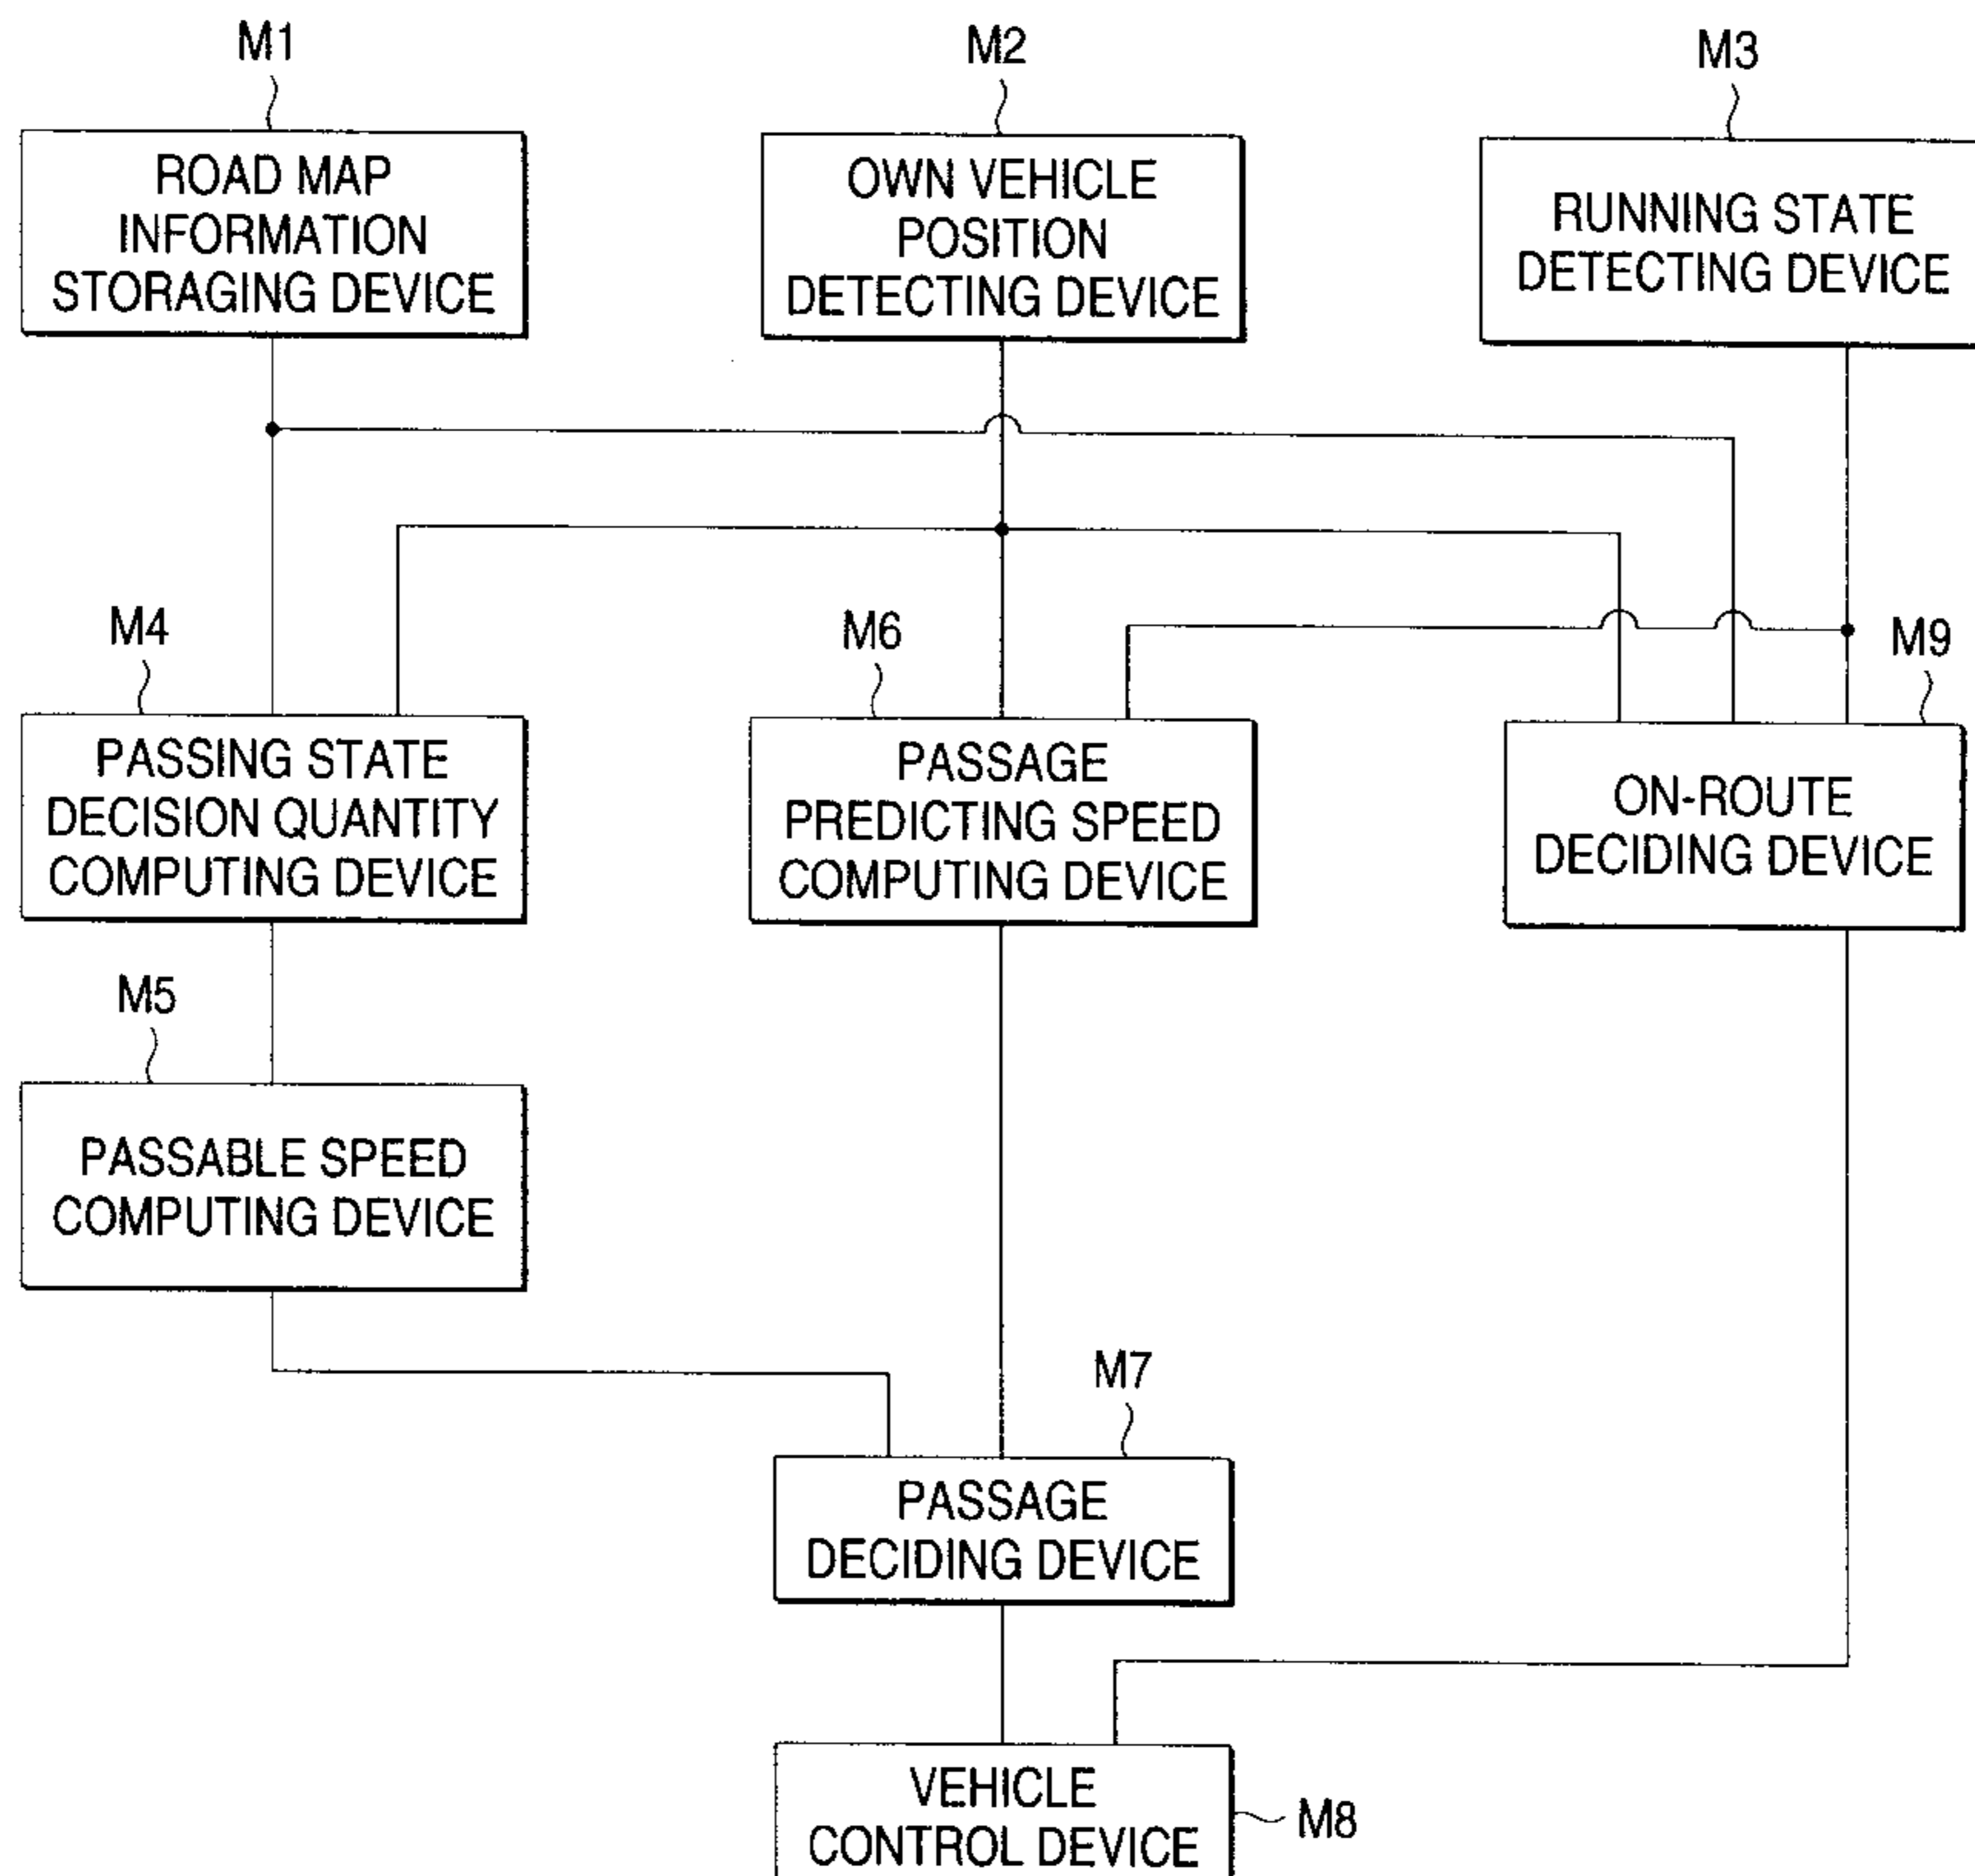 M1
M2
M3
ROAD MAP
INFORMATION
STORAGING DEVICE
OWN VEHICLE
POSITION
DETECTING DEVICE
RUNNING STATE
DETECTING DEVICE
M4
M6
M9
PASSING STATE
DECISION QUANTITY
COMPUTING DEVICE
PASSAGE
PREDICTING SPEED
COMPUTING DEVICE
ON-ROUTE
DECIDING DEVICE
M5
PASSABLE SPEED
COMPUTING DEVICE
M7
PASSAGE
DECIDING DEVICE
VEHICLE
CONTROL DEVICE
M8